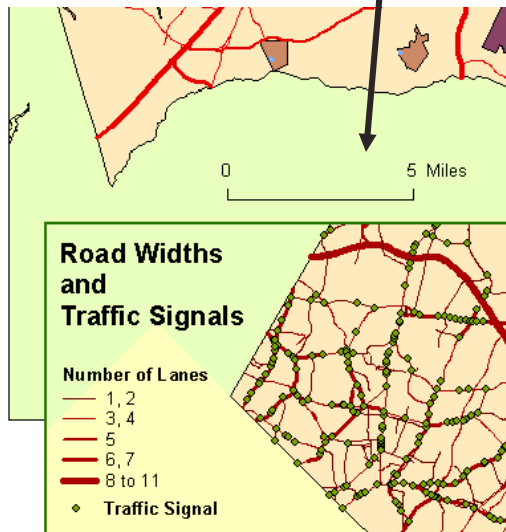 0 5 Miles
Road Widths
and
Traffic Signals
Number of Lanes
1, 2
3, 4
5
6, 7
8 to 11
Traffic Signal